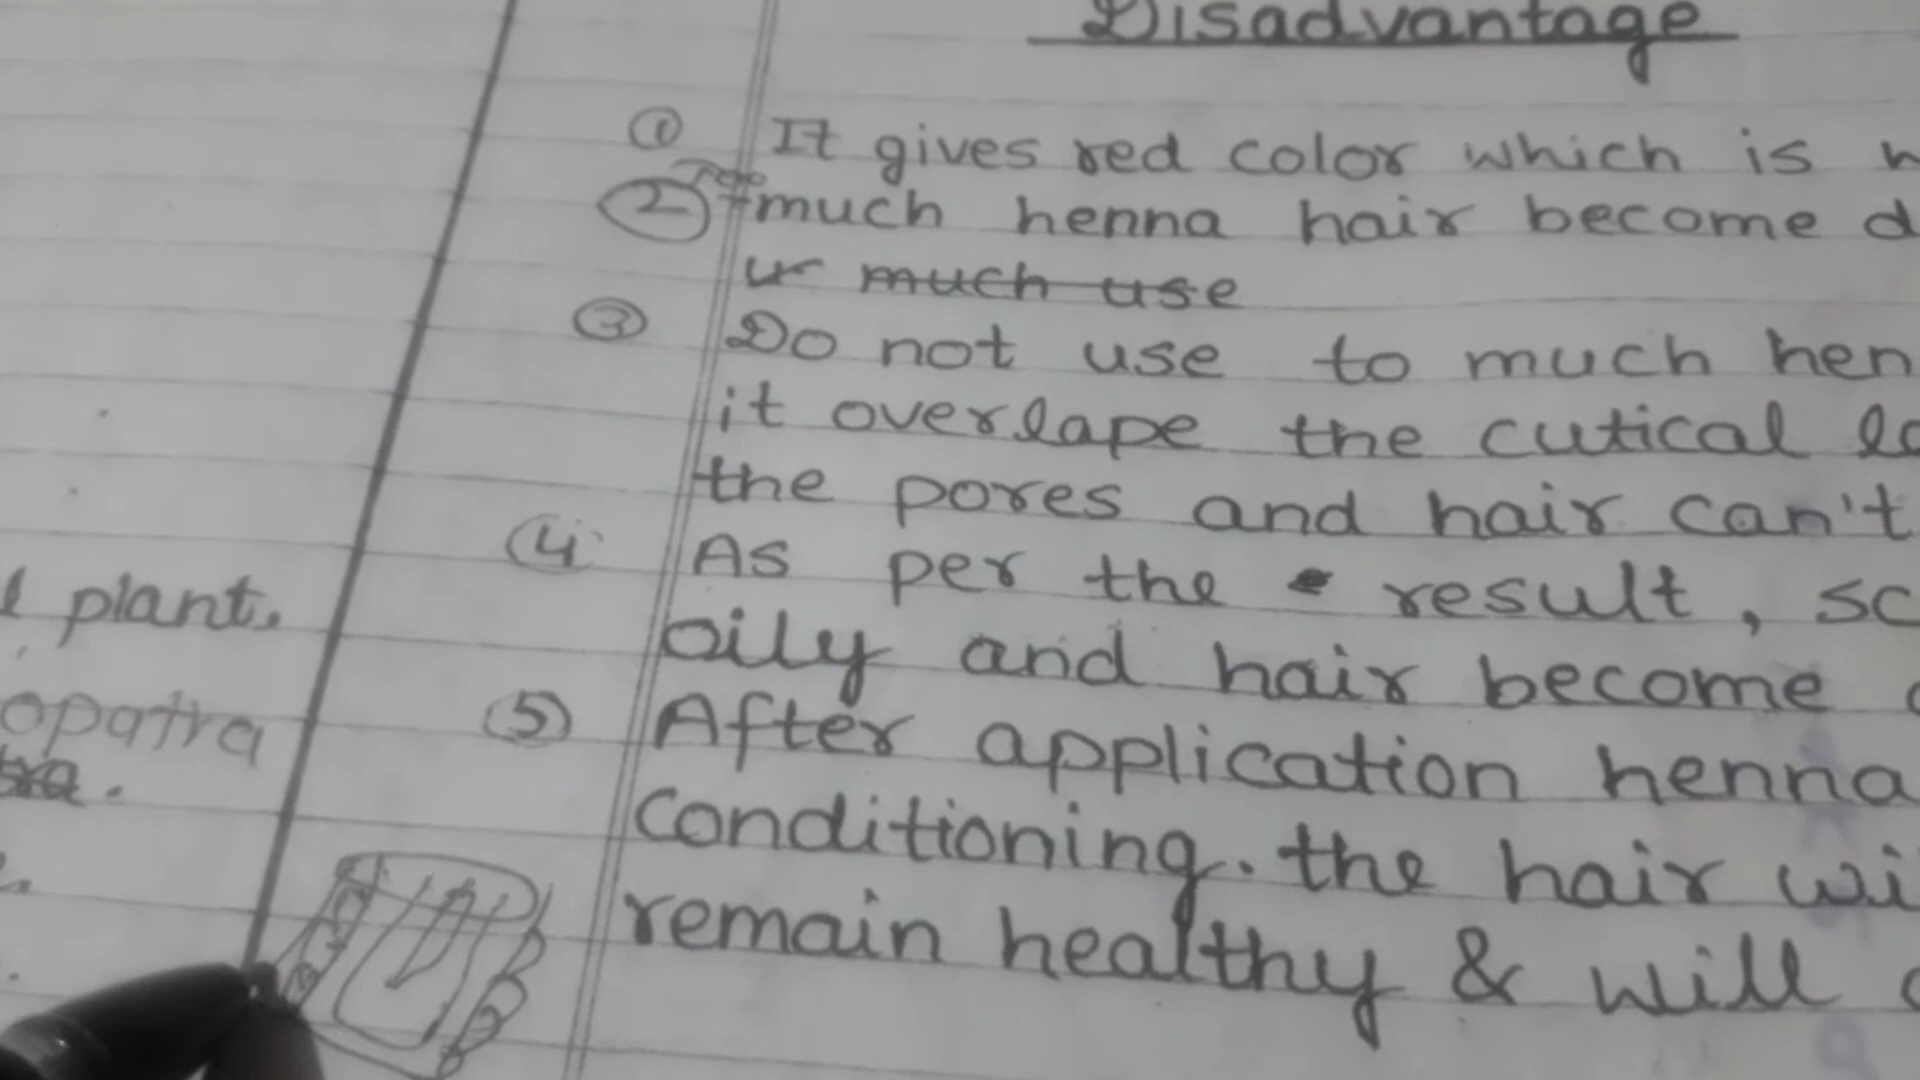 Disadvantage
① It gives red color which is
② Too much henna hair become
much use
③ Do not use to much hen
it overlape the cutical
the pores and hair can't
④ As per the result, sc
oily and hair become
⑤ After application henna
conditioning. the hair wi
remain healthy & will
plant.
opatra